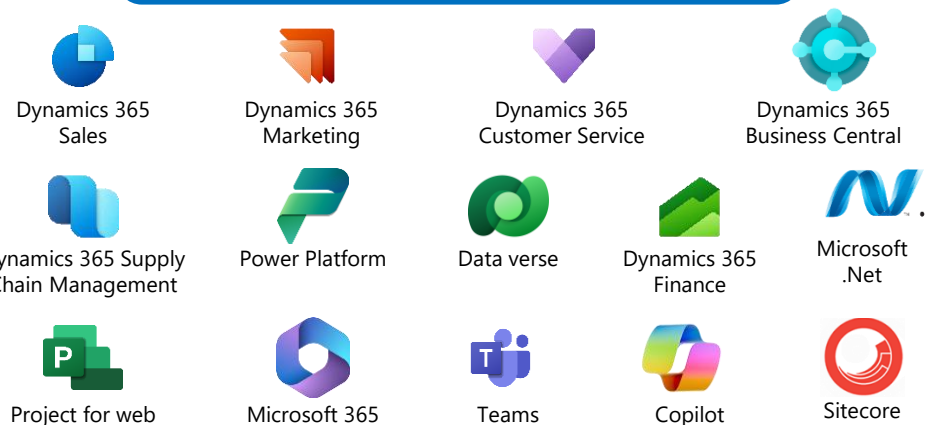 Dynamics 365
Sales
Dynamics 365
Marketing
Dynamics 365
Customer Service
Dynamics 365
Business Central
ynamics 365 Supply
hain Management
Power Platform
Data verse
Dynamics 365
Finance
Microsoft
.Net
P
Project for web
Microsoft 365
T
Teams
Copilot
Sitecore